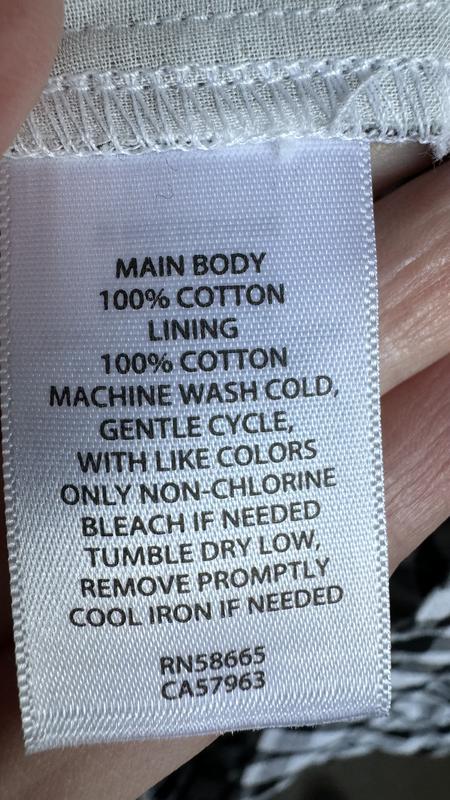 MAIN BODY
100% COTTON
LINING
100% COTTON
MACHINE WASH COLD,
GENTLE CYCLE,
WITH LIKE COLORS
ONLY NON-CHLORINE
BLEACH IF NEEDED
TUMBLE DRY LOW,
REMOVE PROMPTLY
COOL IRON IF NEEDED
RN58665
CA57963